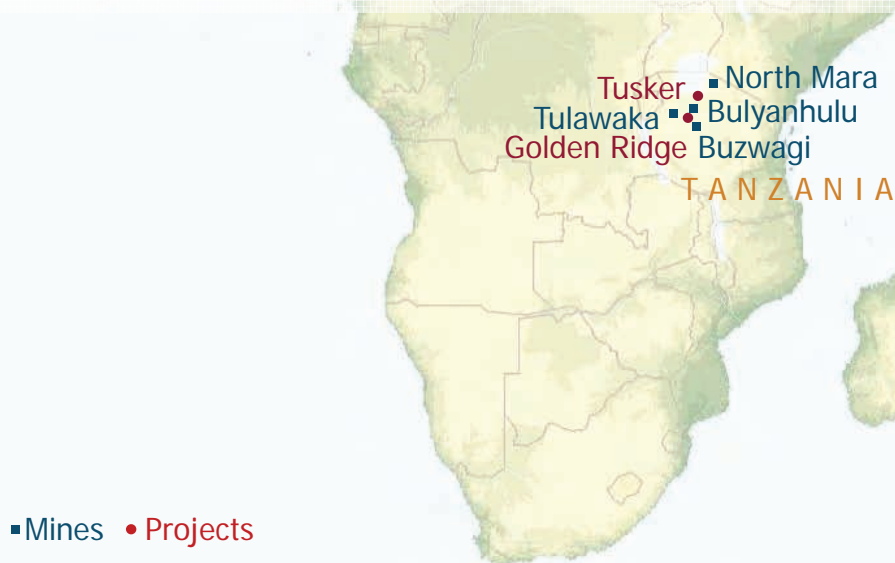 North Mara
Tusker
Tulawaka
Bulyanhulu
Golden Ridge
Buzwagi
TANZANIA
Mines
Projects